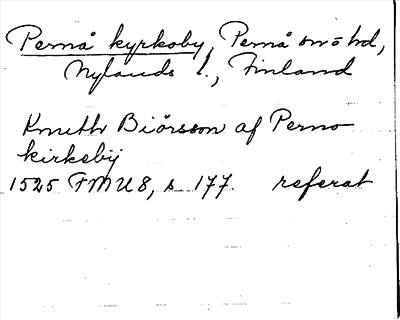 Pernå kyrkoby, Pernå sn o hd,
Nylands l., Finland
Knuth Biörsson af Perno
kirkebij
1525 FMU 8, s 177. referat